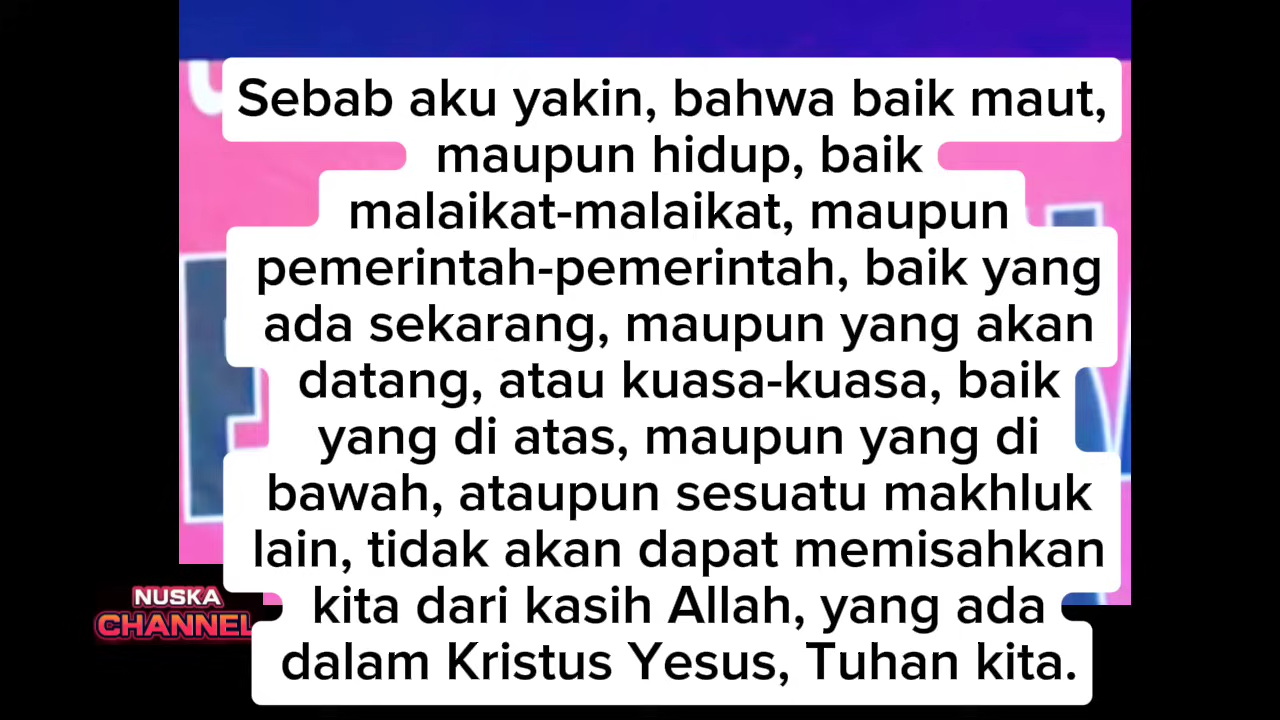 Sebab aku yakin, bahwa baik maut,
maupun hidup, baik
malaikat-malaikat, maupun
pemerintah-pemerintah, baik yang
ada sekarang, maupun yang akan
datang, atau kuasa-kuasa, baik
yang di atas, maupun yang di
bawah, ataupun sesuatu makhluk
lain, tidak akan dapat memisahkan
kita dari kasih Allah, yang ada
dalam Kristus Yesus, Tuhan kita.
NUSKA
CHANNEL